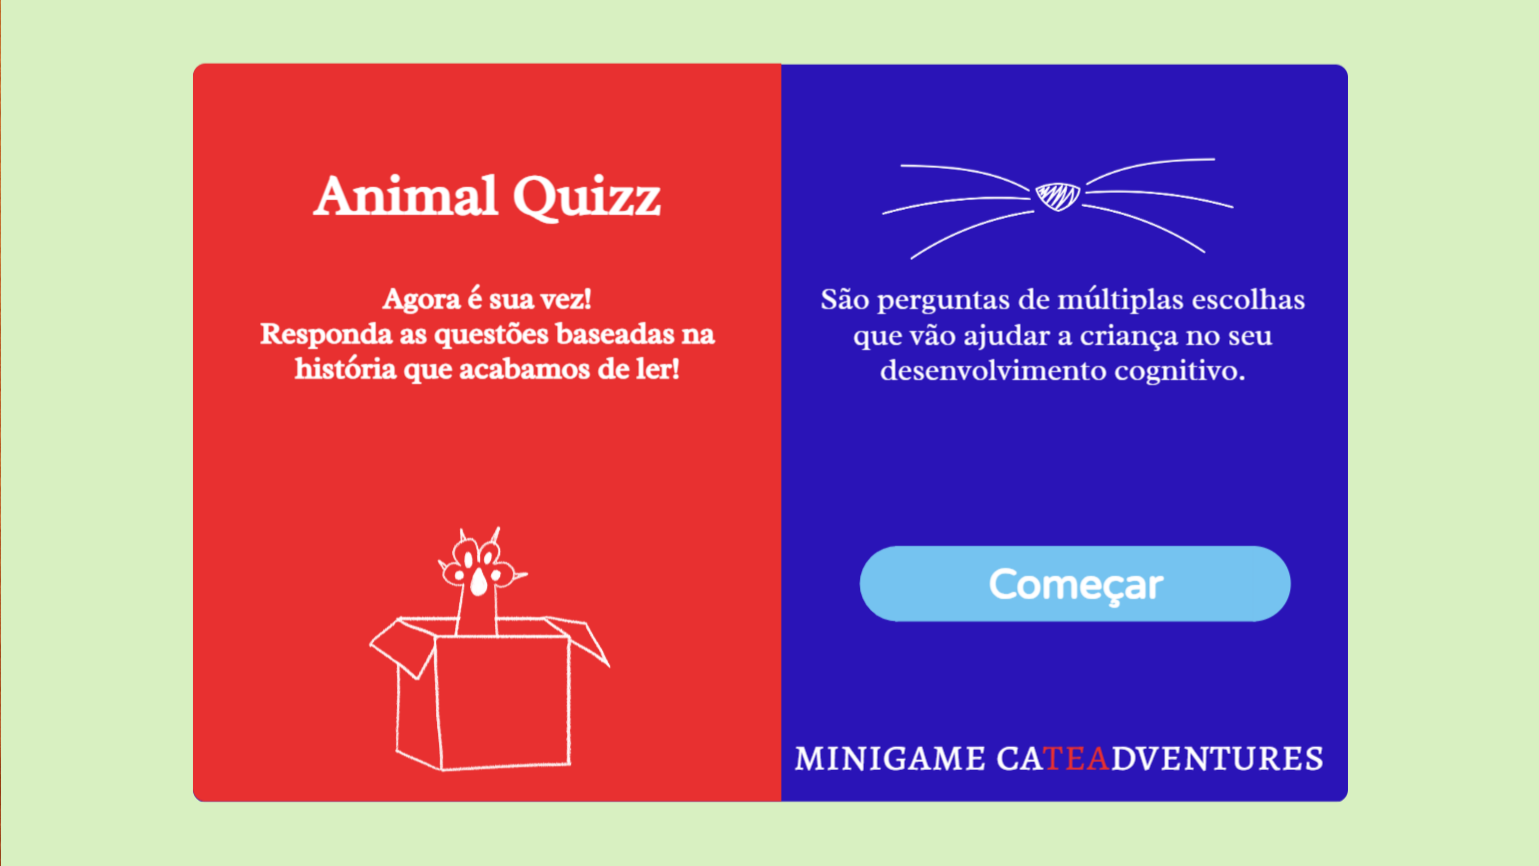 Animal Quizz
Agora é sua vez!
Responda as questões baseadas na
história que acabamos de ler!
São perguntas de múltiplas escolhas
que vão ajudar a criança no seu
desenvolvimento cognitivo.
Começar
MINIGAME CATEADVENTURES